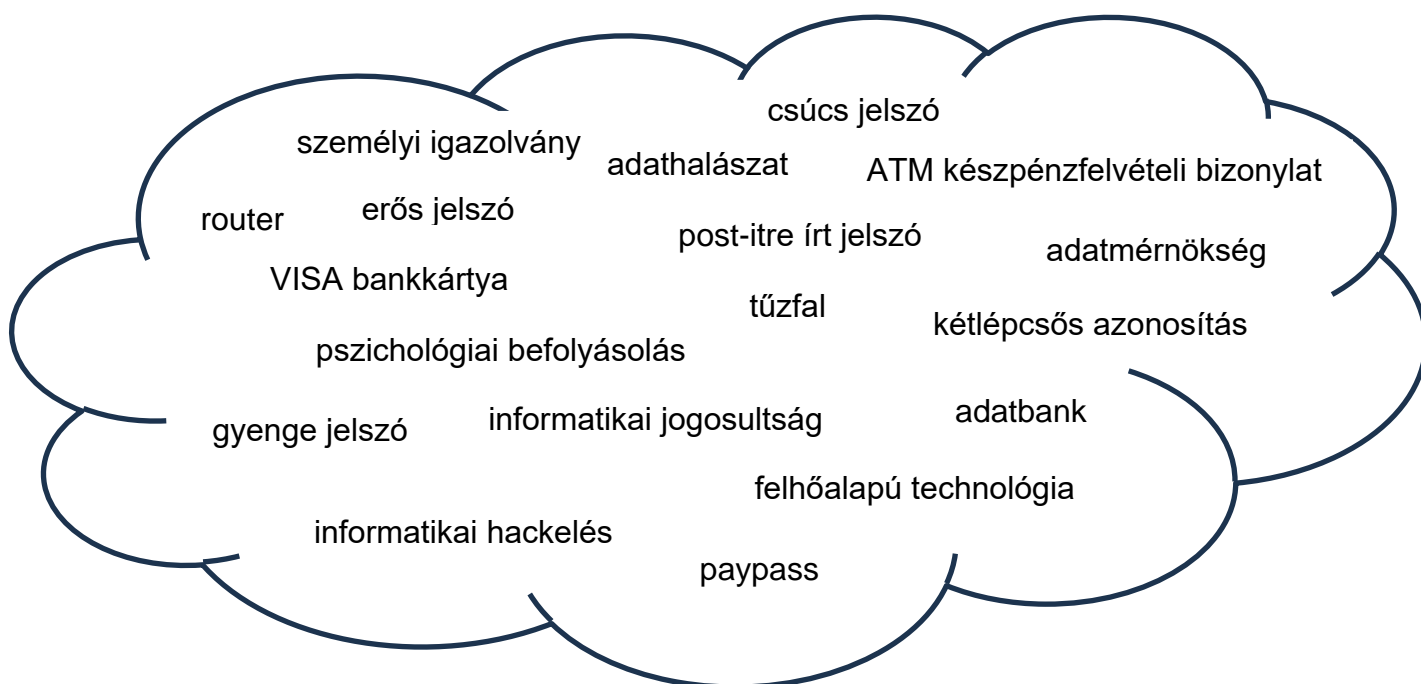 csúcs jelszó
személyi igazolvány
adathalászat
ATM készpénzfelvételi bizonylat
router
erős jelszó
post-itre írt jelszó
adatmérnökség
VISA bankkártya
tűzfal
kétlépcsős azonosítás
pszichológiai befolyásolás
gyenge jelszó
informatikai jogosultság
adatbank
felhőalapú technológia
informatikai hackelés
paypass